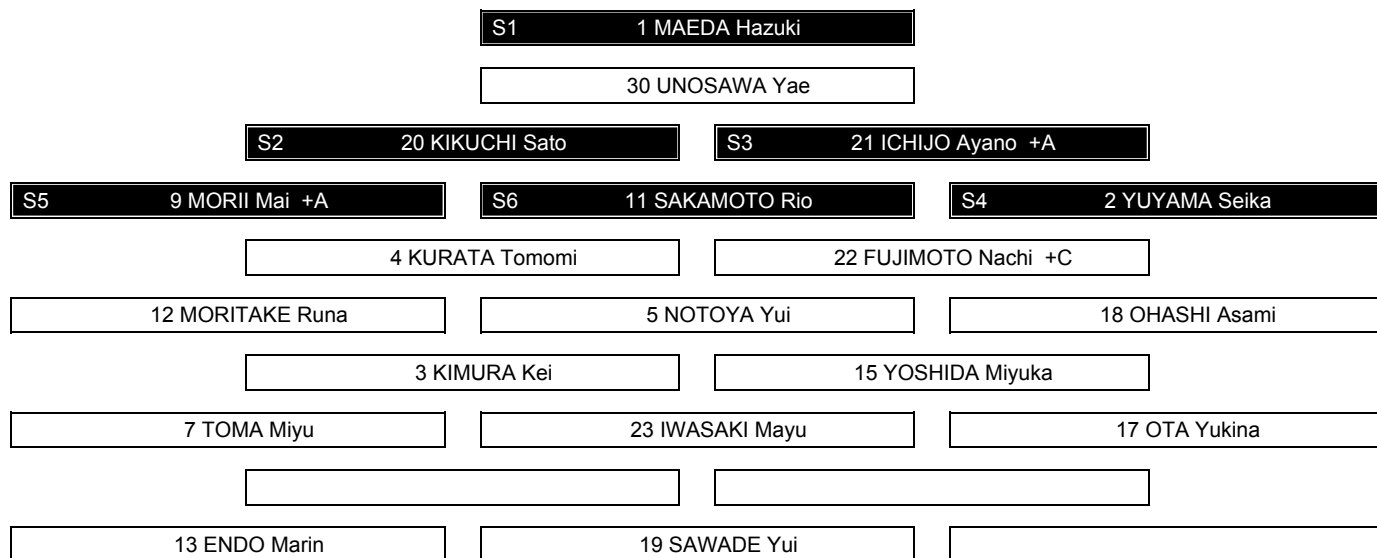 S1 1 MAEDA Hazuki
30 UNOSAWA Yae
S2 20 KIKUCHI Sato S3 21 ICHIJO Ayano +A
S5 9 MORII Mai +A S6 11 SAKAMOTO Rio S4 2 YUYAMA Seika
4 KURATA Tomomi 22 FUJIMOTO Nachi +C
12 MORITAKE Runa 5 NOTOYA Yui 18 OHASHI Asami
3 KIMURA Kei 15 YOSHIDA Miyuka
7 TOMA Miyu 23 IWASAKI Mayu 17 OTA Yukina
13 ENDO Marin 19 SAWADE Yui